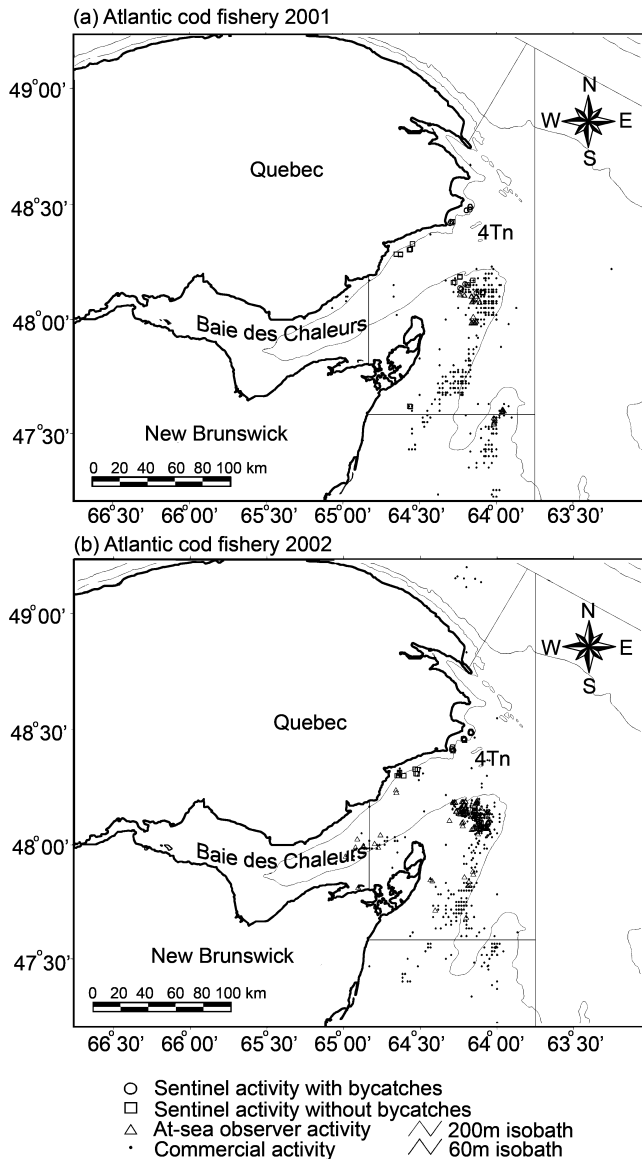 (a) Atlantic cod fishery 2001
49°00'
N
W E
S
Quebec
48°30'
4Tn
48°00'
Baie des Chaleurs
47°30'
New Brunswick
0 20 40 60 80 100 km
66°30' 66°00' 65°30' 65°00' 64°30' 64°00' 63°30'
(b) Atlantic cod fishery 2002
49°00'
N
W E
S
Quebec
48°30'
4Tn
48°00'
Baie des Chaleurs
New Brunswick
47°30'
0 20 40 60 80 100 km
66°30' 66°00' 65°30' 65°00' 64°30' 64°00' 63°30'
Sentinel activity with bycatches
Sentinel activity without bycatches
At-sea observer activity 200m isobath
Commercial activity 60m isobath